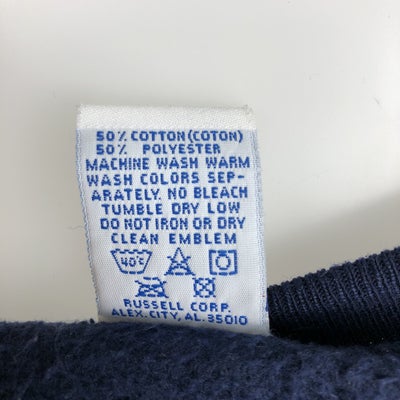 50% COTTON (COTON)
50% POLYESTER
MACHINE WASH WARM
WASH COLORS SEP-
ARATELY. NO BLEACH
TUMBLE DRY LOW
DO NOT IRON OR DRY
CLEAN EMBLEM
40°C
RUSSELL CORP.
ALEX. CITY, AL. 35010